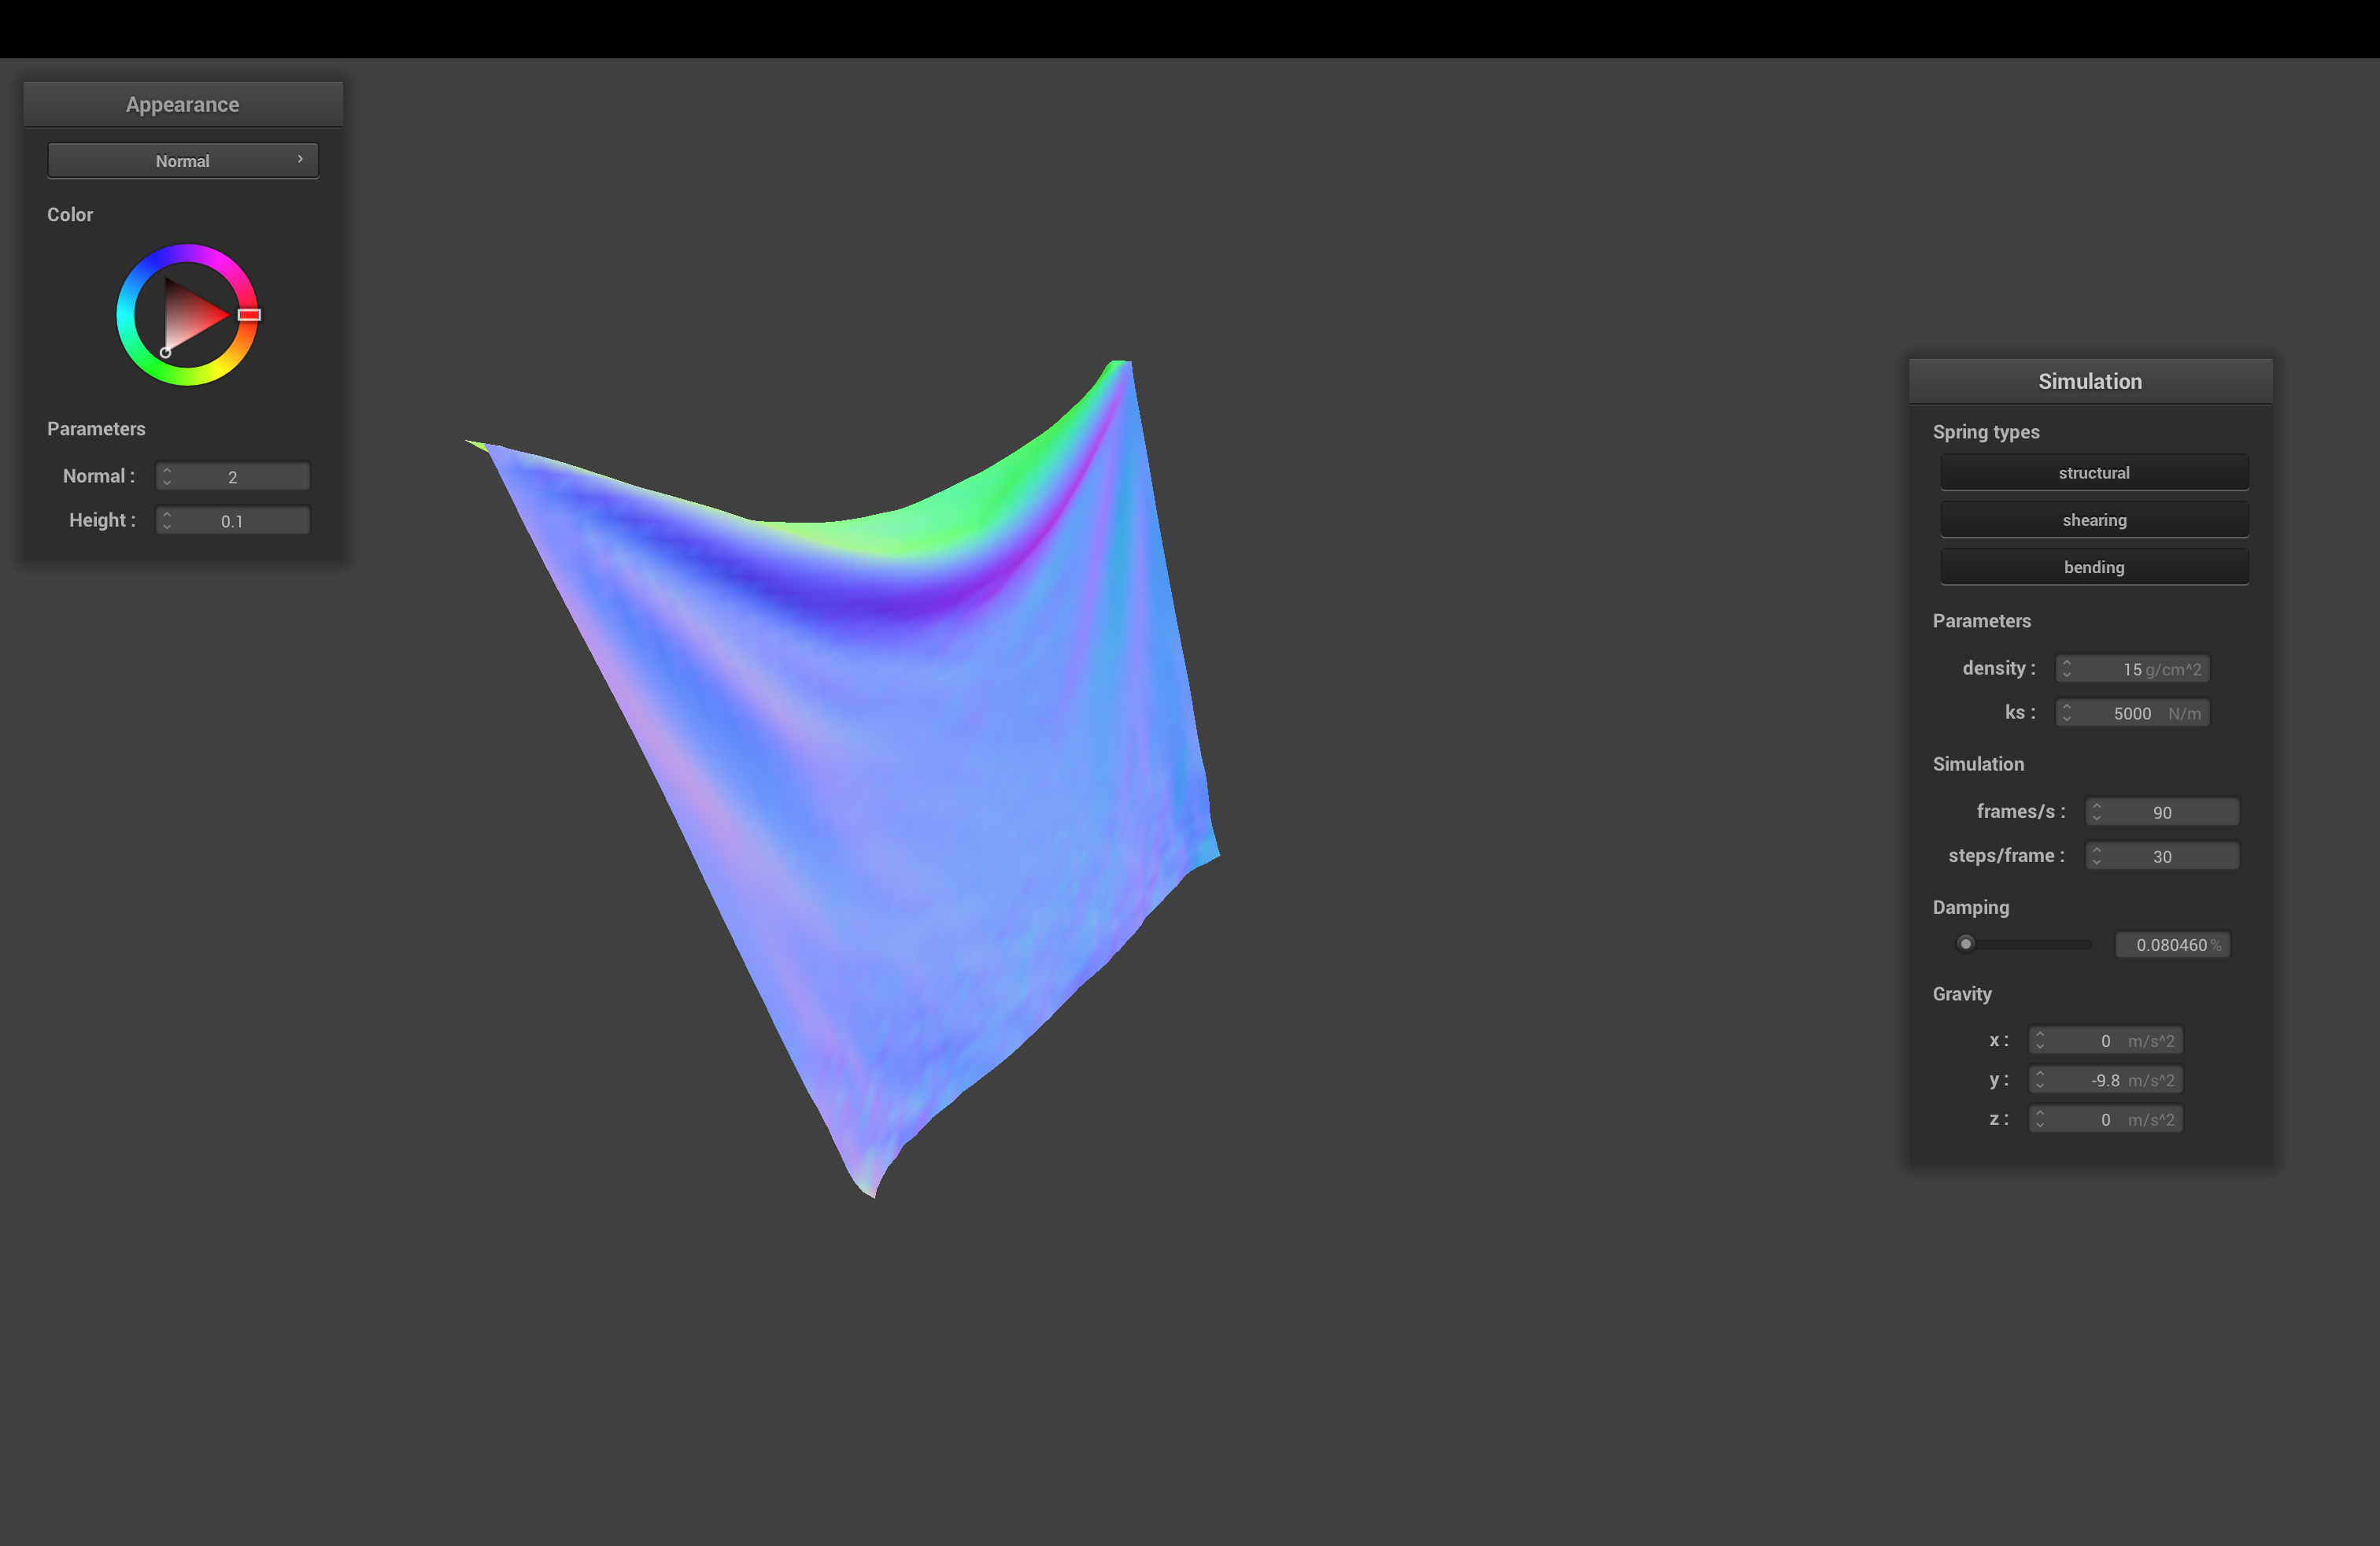 Appearance
Normal
Color
Parameters
Normal : 2
Height : 0.1
Simulation
Spring types
structural
shearing
bending
Parameters
density : 15 g/cm^2
ks : 5000 N/m
Simulation
frames/s : 90
steps/frame : 30
Damping
0.080460 %
Gravity
x : 0 m/s^2
y : -9.8 m/s^2
z : 0 m/s^2